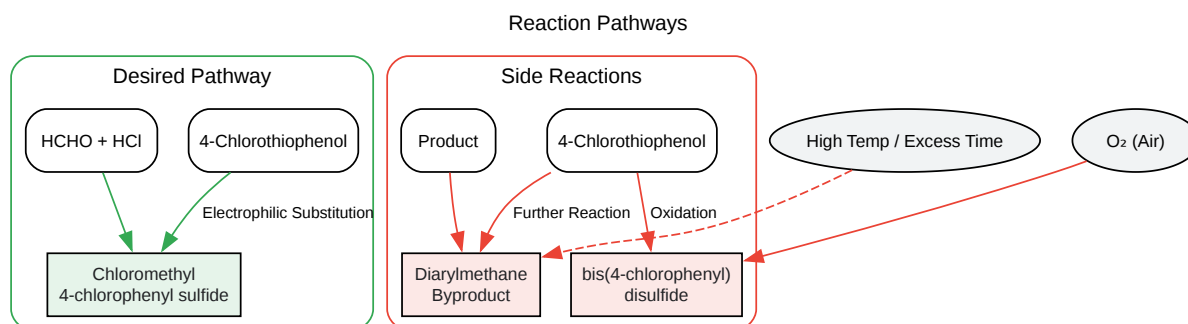 Reaction Pathways
Desired Pathway
Side Reactions
HCHO + HCl
4-Chlorothiophenol
Product
4-Chlorothiophenol
High Temp / Excess Time
O₂ (Air)
Electrophilic Substitution
Further Reaction
Oxidation
Chloromethyl
4-chlorophenyl sulfide
Diarylmethane
Byproduct
bis(4-chlorophenyl)
disulfide